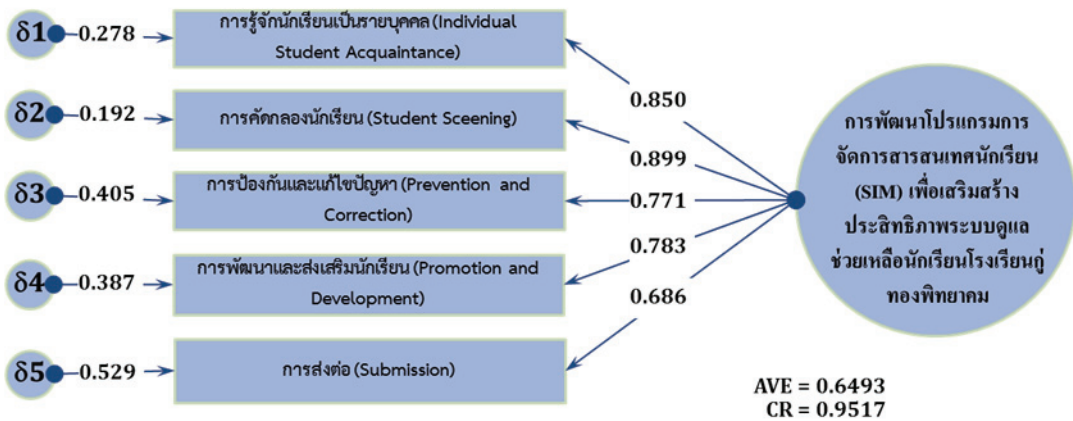 δ1
0.278
การรู้จักนักเรียนเป็นรายบุคคล (Individual
Student Acquaintance)
δ2
0.192
การคัดกลองนักเรียน (Student Sceening)
δ3
0.405
การป้องกันและแก้ไขปัญหา (Prevention and
Correction)
δ4
0.387
การพัฒนาและส่งเสริมนักเรียน (Promotion and
Development)
δ5
0.529
การส่งต่อ (Submission)
0.850
0.899
0.771
0.783
0.686
การพัฒนาโปรแกรมการ
จัดการสารสนเทศนักเรียน
(SIM) เพื่อเสริมสร้าง
ประสิทธิภาพระบบดูแล
ช่วยเหลือนักเรียนโรงเรียนกู่
ทองพิทยาคม
AVE = 0.6493
CR = 0.9517